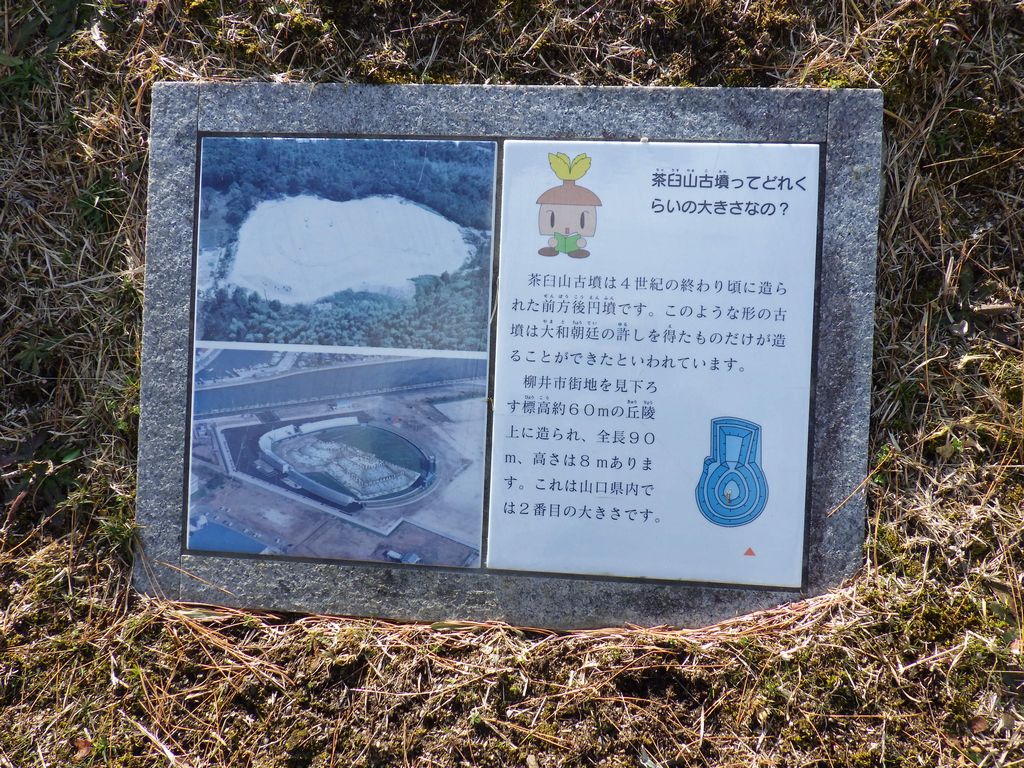 茶臼山古墳ってどれく
らいの大きさなの？
茶臼山古墳は４世紀の終わり頃に造ら
れた前方後円墳です。このような形の古
墳は大和朝廷の許しを得たものだけが造
ることができたといわれています。
柳井市街地を見下ろ
す標高約６０ｍの丘陵
上に造られ、全長９０
ｍ、高さは８ｍありま
す。これは山口県内で
は２番目の大きさです。